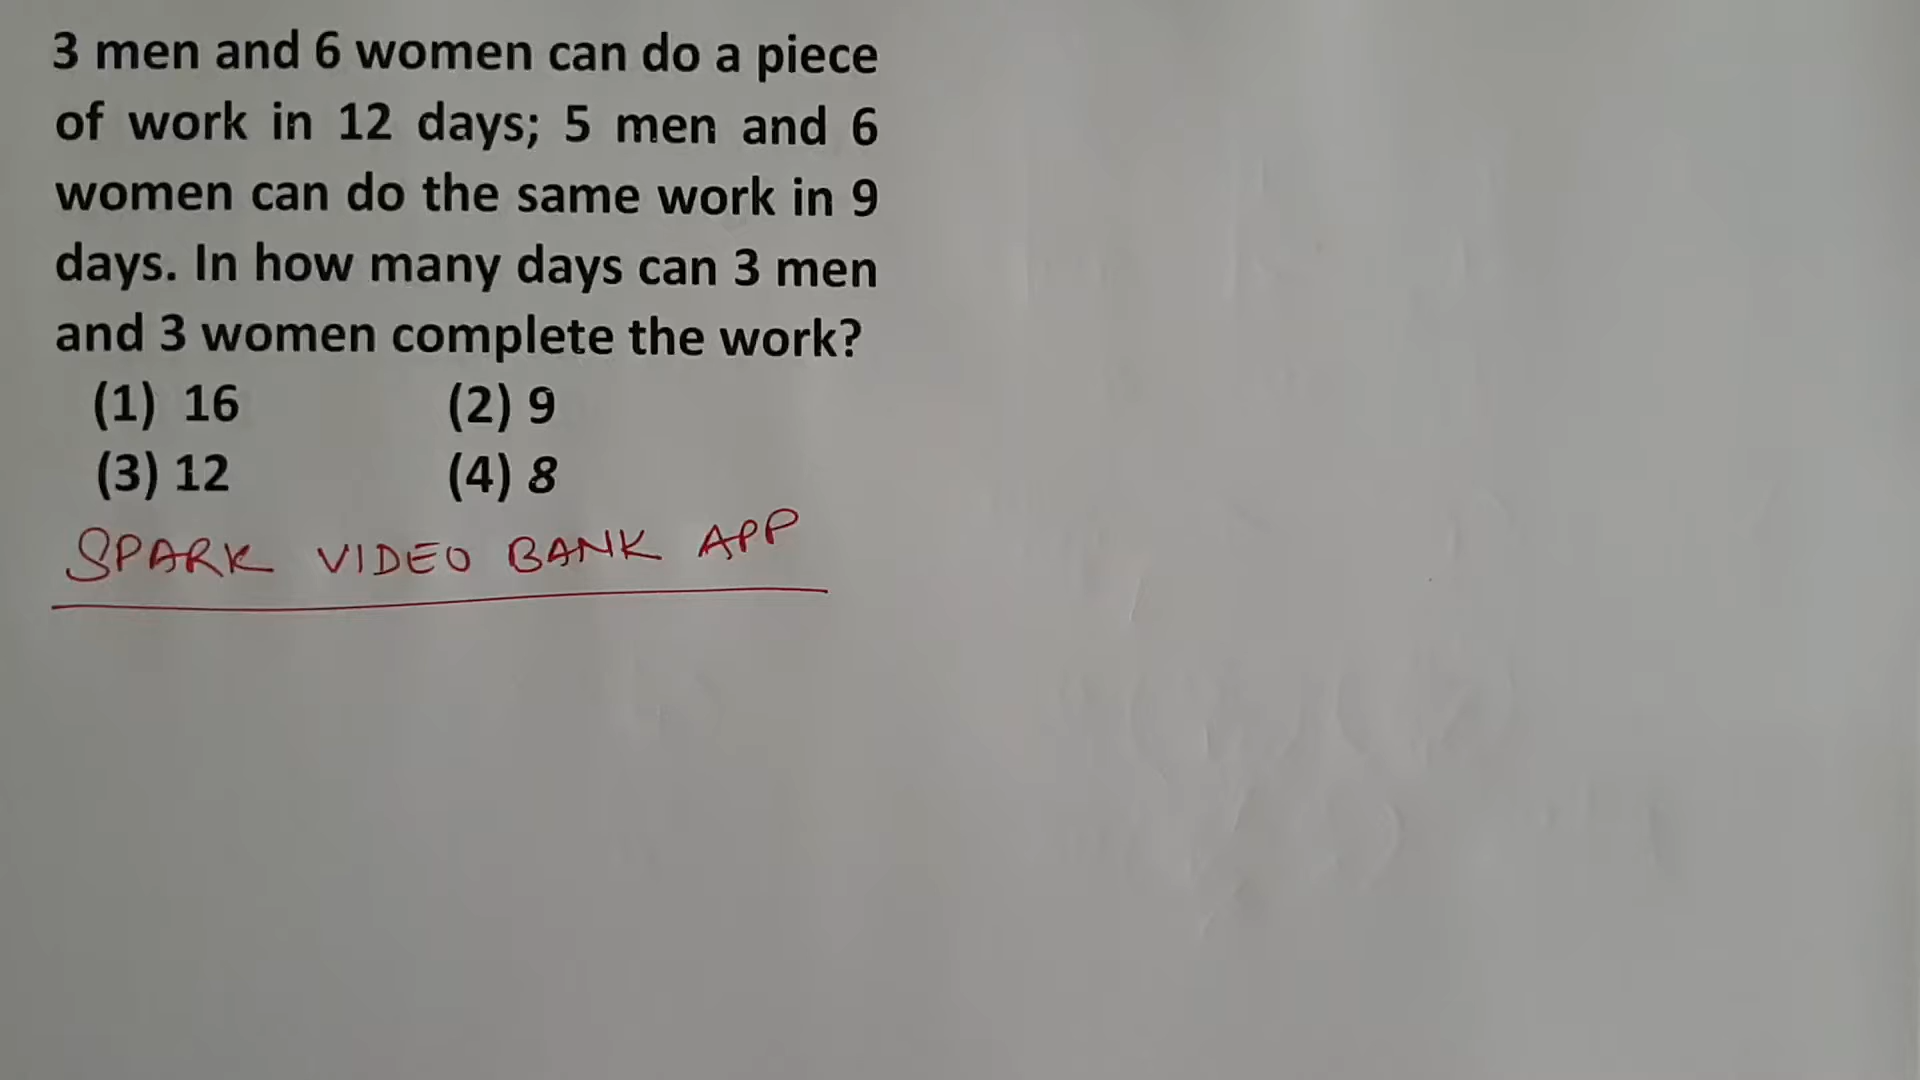 3 men and 6 women can do a piece
of work in 12 days; 5 men and 6
women can do the same work in 9
days. In how many days can 3 men
and 3 women complete the work?
(1) 16 (2) 9
(3) 12 (4) 8
SPARK VIDEO BANK APP